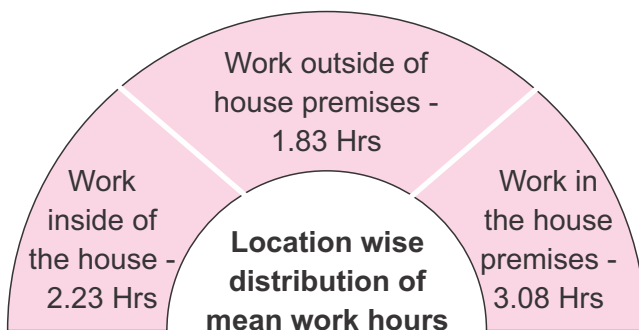 Work outside of
house premises -
1.83 Hrs
Work
inside of
the house -
2.23 Hrs
Work in
the house
premises -
3.08 Hrs
Location wise
distribution of
mean work hours